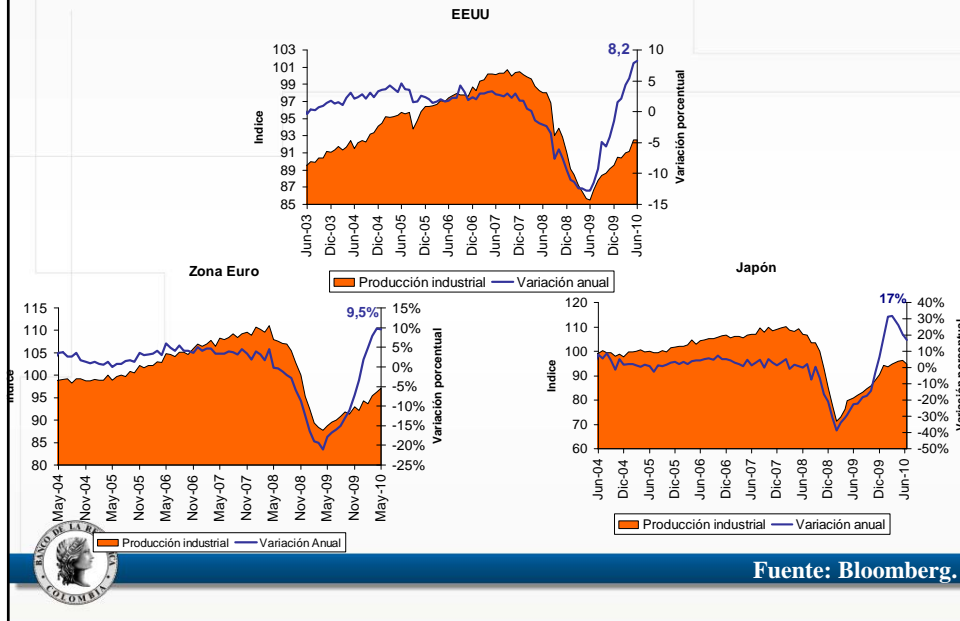 EEUU
8,2
103
101
99
97
95
93
91
89
87
85
Indice
10
5
0
-5
-10
-15
Variación porcentual
Jun-03
Dic-03
Jun-04
Dic-04
Jun-05
Dic-05
Jun-06
Dic-06
Jun-07
Dic-07
Jun-08
Dic-08
Jun-09
Dic-09
Jun-10
Producción industrial
Variación anual
Zona Euro
9,5%
115
110
105
100
95
90
85
80
15%
10%
5%
0%
-5%
-10%
-15%
-20%
-25%
Variación porcentual
May-04
Nov-04
May-05
Nov-05
May-06
Nov-06
May-07
Nov-07
May-08
Nov-08
May-09
Nov-09
May-10
Producción industrial
Variación Anual
Japón
17%
120
110
100
90
80
70
60
Indice
40%
30%
20%
10%
0%
-10%
-20%
-30%
-40%
-50%
Jun-04
Dic-04
Jun-05
Dic-05
Jun-06
Dic-06
Jun-07
Dic-07
Jun-08
Dic-08
Jun-09
Dic-09
Jun-10
Producción industrial
Variación anual
BANCO DE LA
COLOMBIA
Fuente: Bloomberg.